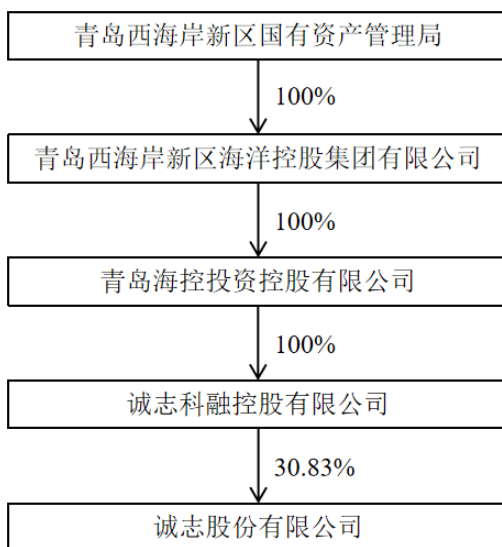 青岛西海岸新区国有资产管理局
100%
青岛西海岸新区海洋控股集团有限公司
100%
青岛海控投资控股有限公司
100%
诚志科融控股有限公司
30.83%
诚志股份有限公司